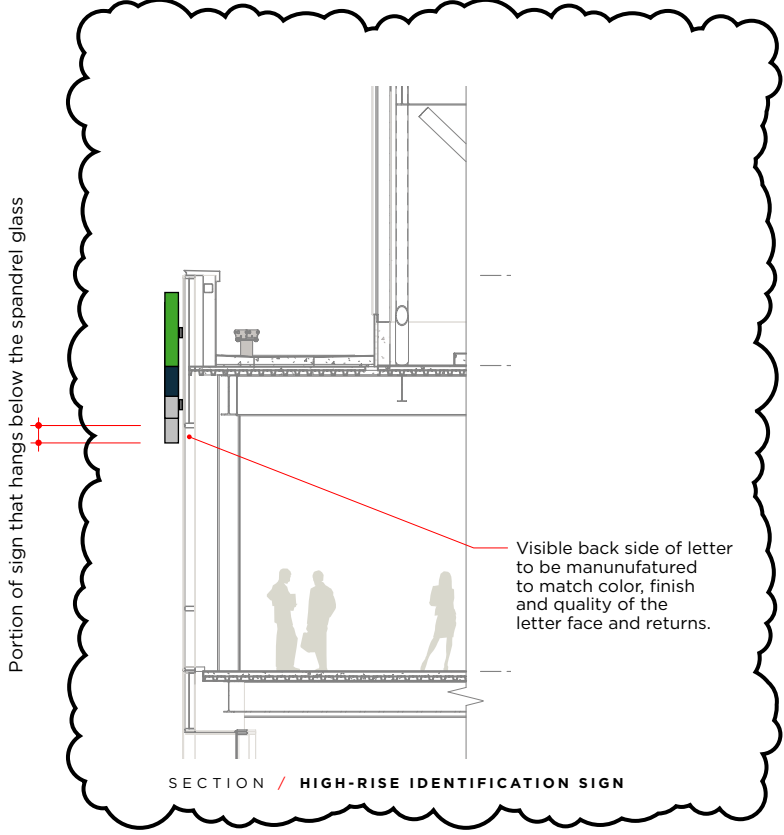 Portion of sign that hangs below the spandrel glass
Visible back side of letter
to be manunufatured
to match color, finish
and quality of the
letter face and returns.
SECTION / HIGH-RISE IDENTIFICATION SIGN